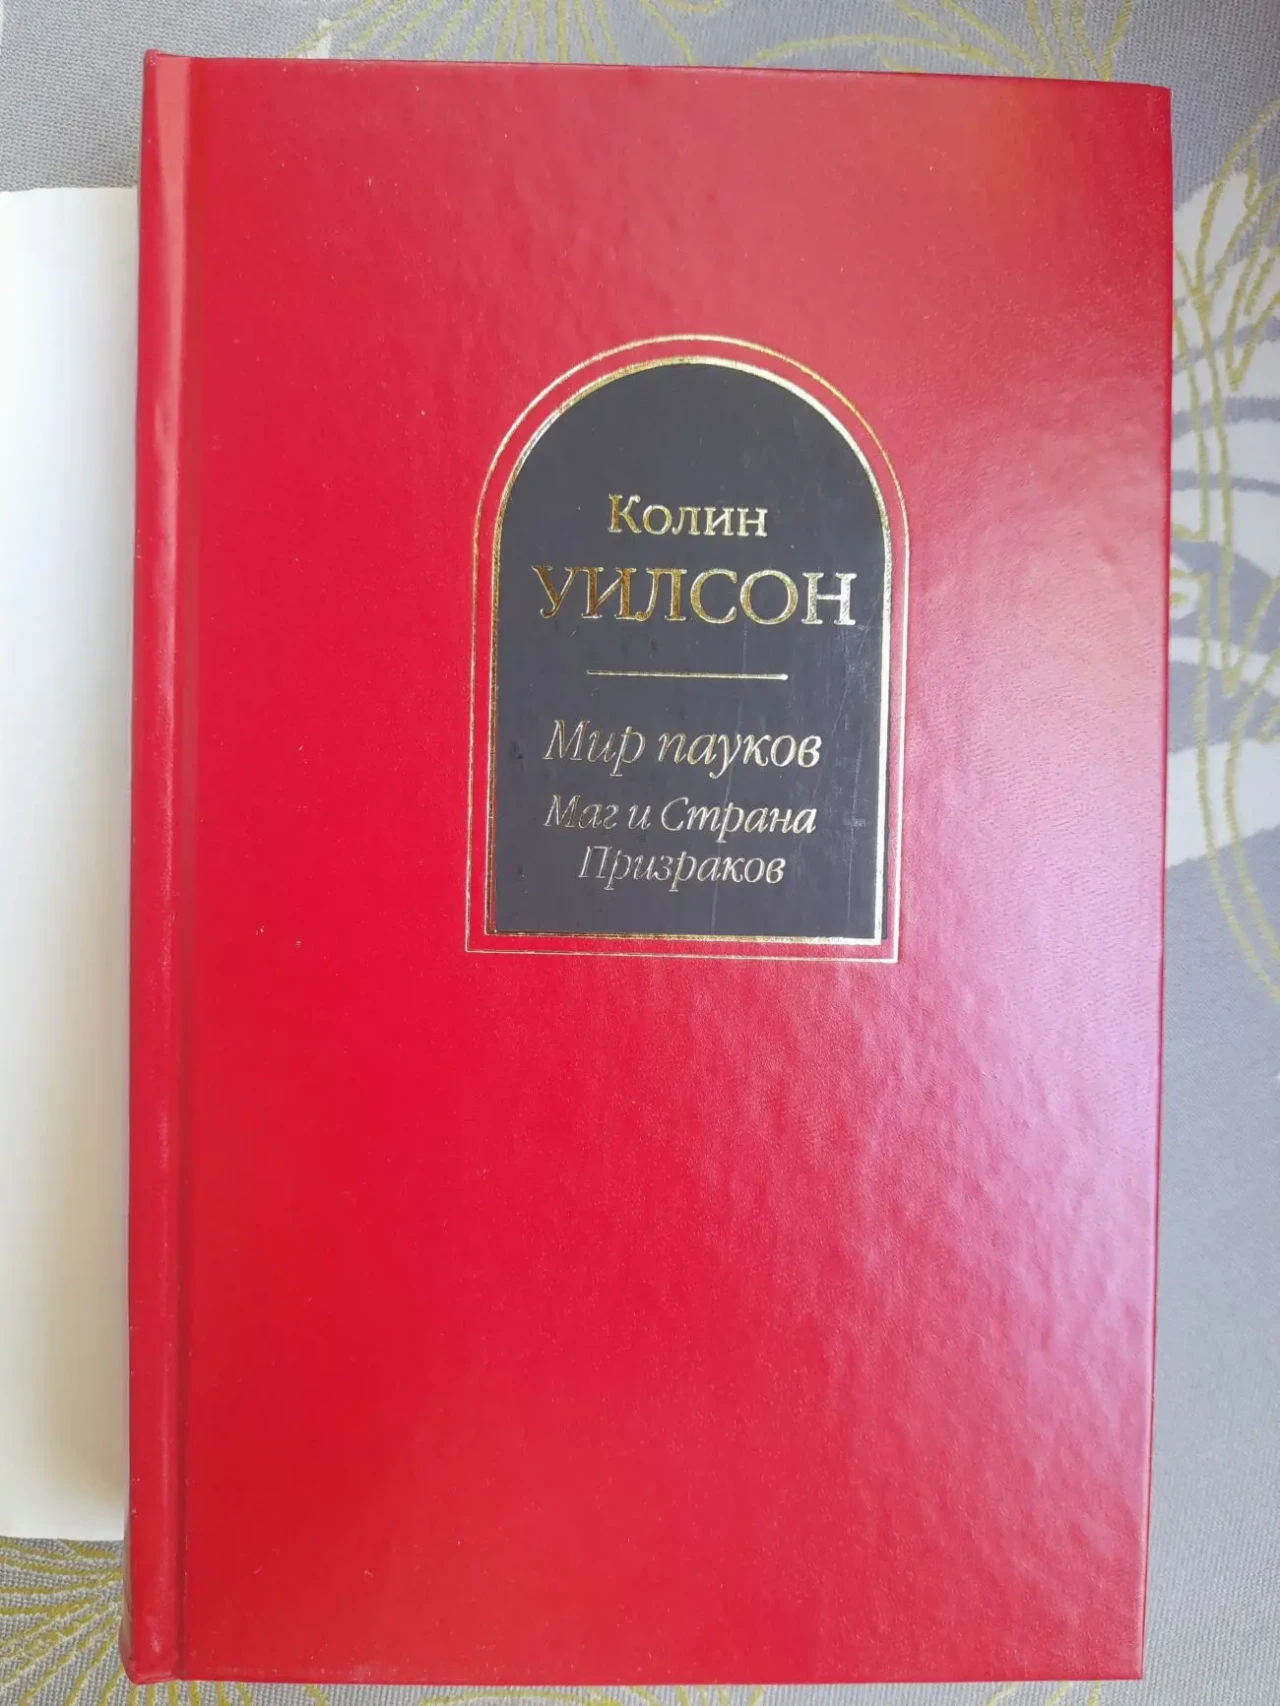 Колин
УИЛСОН
Мир пауков
Маг и Страна
Призраков